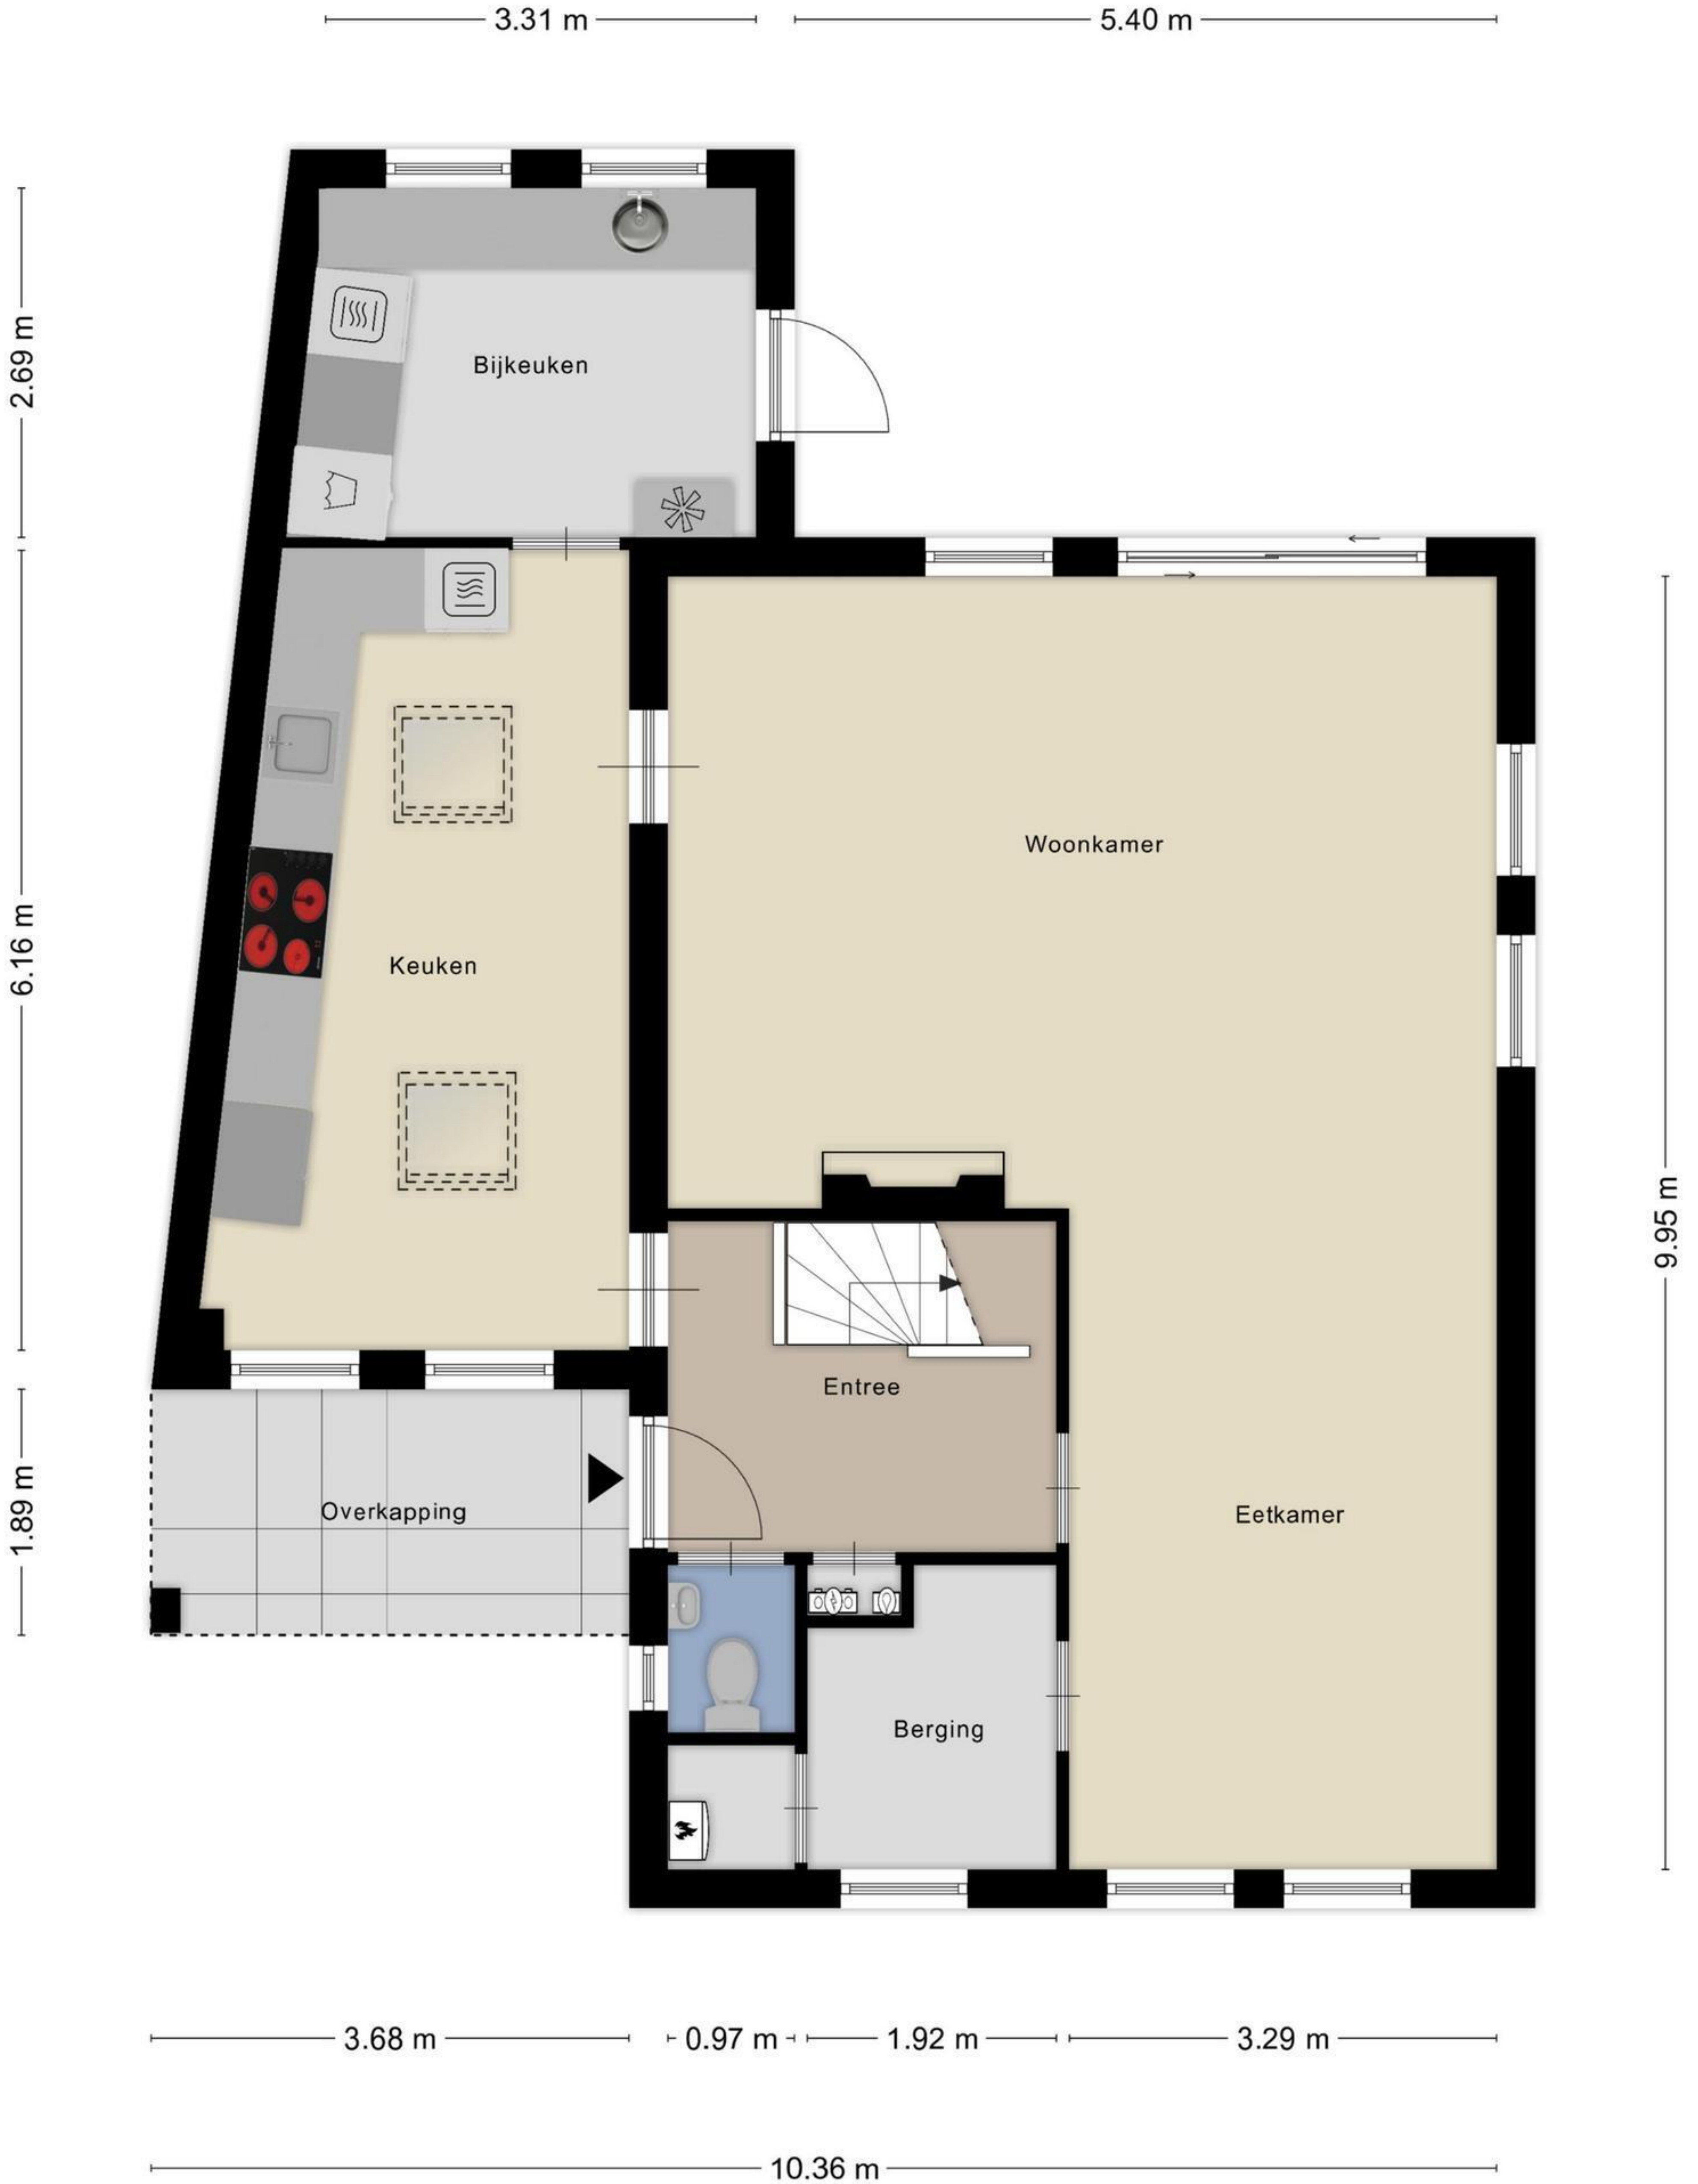 3.31 m
5.40 m
2.69 m
Bijkeuken
Woonkamer
6.16 m
Keuken
9.95 m
Entree
1.89 m
Overkapping
Eetkamer
Berging
3.68 m
0.97 m
1.92 m
3.29 m
10.36 m